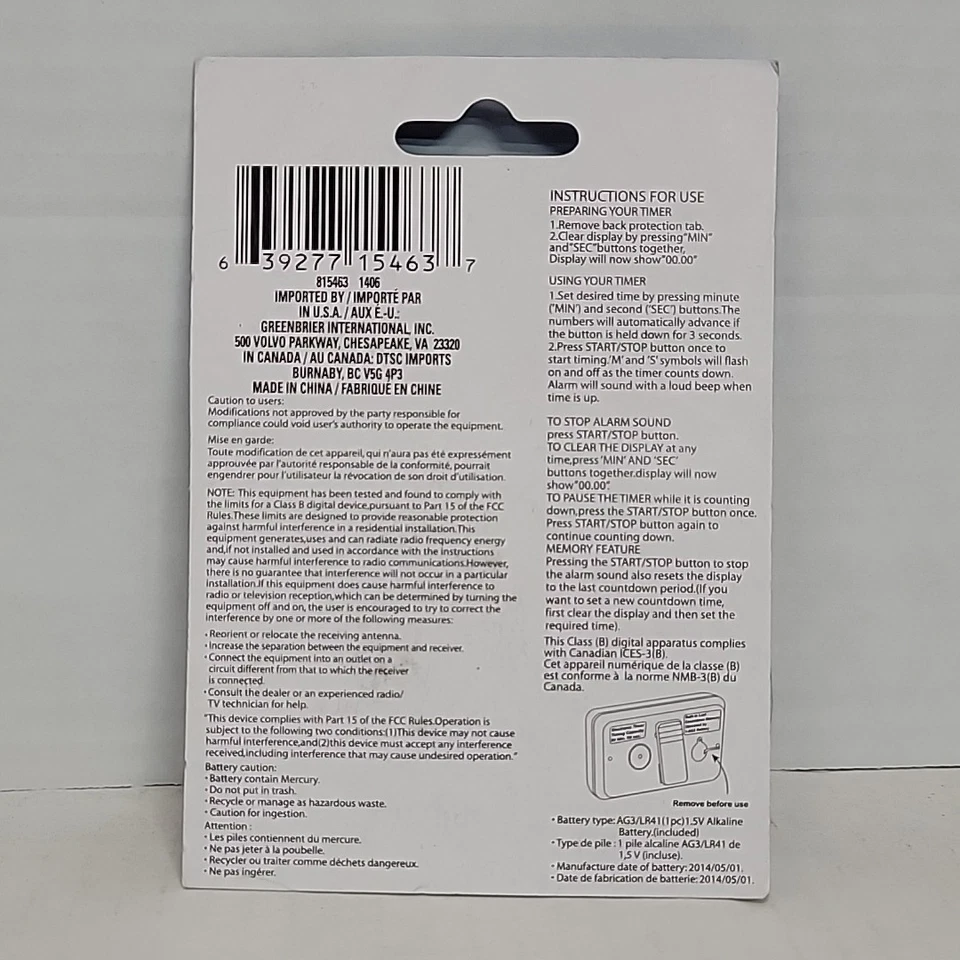 6 39277 15463 7
815463 1406
IMPORTED BY / IMPORTÉ PAR
IN U.S.A. / AUX É.-U.:
GREENBRIER INTERNATIONAL, INC.
500 VOLVO PARKWAY, CHESAPEAKE, VA 23320
IN CANADA / AU CANADA: DTSC IMPORTS
BURNABY, BC V5G 4P3
MADE IN CHINA / FABRIQUÉ EN CHINE
Caution to users:
Modifications not approved by the party responsible for
compliance could void user's authority to operate the equipment.
Mise en garde:
Toute modification de cet appareil, qui n'aura pas été expressément
approuvée par l'autorité responsable de la conformité, pourrait
engendrer pour l'utilisateur la révocation de son droit d'utilisation.
NOTE: This equipment has been tested and found to comply with
the limits for a Class B digital device,pursuant to Part 15 of the FCC
Rules.These limits are designed to provide reasonable protection
against harmful interference in a residential installation.This
equipment generates,uses and can radiate radio frequency energy
and,if not installed and used in accordance with the instructions
may cause harmful interference to radio communications.However,
there is no guarantee that interference will not occur in a particular
installation.If this equipment does cause harmful interference to
radio or television reception,which can be determined by turning the
equipment off and on, the user is encouraged to try to correct the
interference by one or more of the following measures:
· Reorient or relocate the receiving antenna.
· Increase the separation between the equipment and receiver.
· Connect the equipment into an outlet on a
circuit different from that to which the receiver
is connected.
· Consult the dealer or an experienced radio/
TV technician for help.
"This device complies with Part 15 of the FCC Rules.Operation is
subject to the following two conditions:(1)This device may not cause
harmful interference,and(2)this device must accept any interference
received,including interference that may cause undesired operation."
Battery caution:
· Battery contain Mercury.
· Do not put in trash.
· Recycle or manage as hazardous waste.
· Caution for ingestion.
Attention :
· Les piles contiennent du mercure.
· Ne pas jeter à la poubelle.
· Recycler ou traiter comme déchets dangereux.
· Ne pas ingérer.
INSTRUCTIONS FOR USE
PREPARING YOUR TIMER
1.Remove back protection tab.
2.Clear display by pressing"MIN"
and"SEC"buttons together,
Display will now show"00.00"
USING YOUR TIMER
1.Set desired time by pressing minute
('MIN') and second ('SEC') buttons.The
numbers will automatically advance if
the button is held down for 3 seconds.
2.Press START/STOP button once to
start timing.'M'and 'S'symbols will flash
on and off as the timer counts down.
Alarm will sound with a loud beep when
time is up.
TO STOP ALARM SOUND
press START/STOP button.
TO CLEAR THE DISPLAY at any
time,press 'MIN' AND 'SEC'
buttons together.display will now
show"00.00".
TO PAUSE THE TIMER while it is counting
down,press the START/STOP button once.
Press START/STOP button again to
continue counting down.
MEMORY FEATURE
Pressing the START/STOP button to stop
the alarm sound also resets the display
to the last countdown period.(If you
want to set a new countdown time,
first clear the display and then set the
required time).
This Class (B) digital apparatus complies
with Canadian ICES-3(B).
Cet appareil numérique de la classe (B)
est conforme à la norme NMB-3(B) du
Canada.
Remove before use
· Battery type: AG3/LR41(1pc)1.5V Alkaline
Battery.(included)
· Type de pile : 1 pile alcaline AG3/LR41 de
1,5 V (incluse).
· Manufacture date of battery: 2014/05/01.
· Date de fabrication de batterie: 2014/05/01.